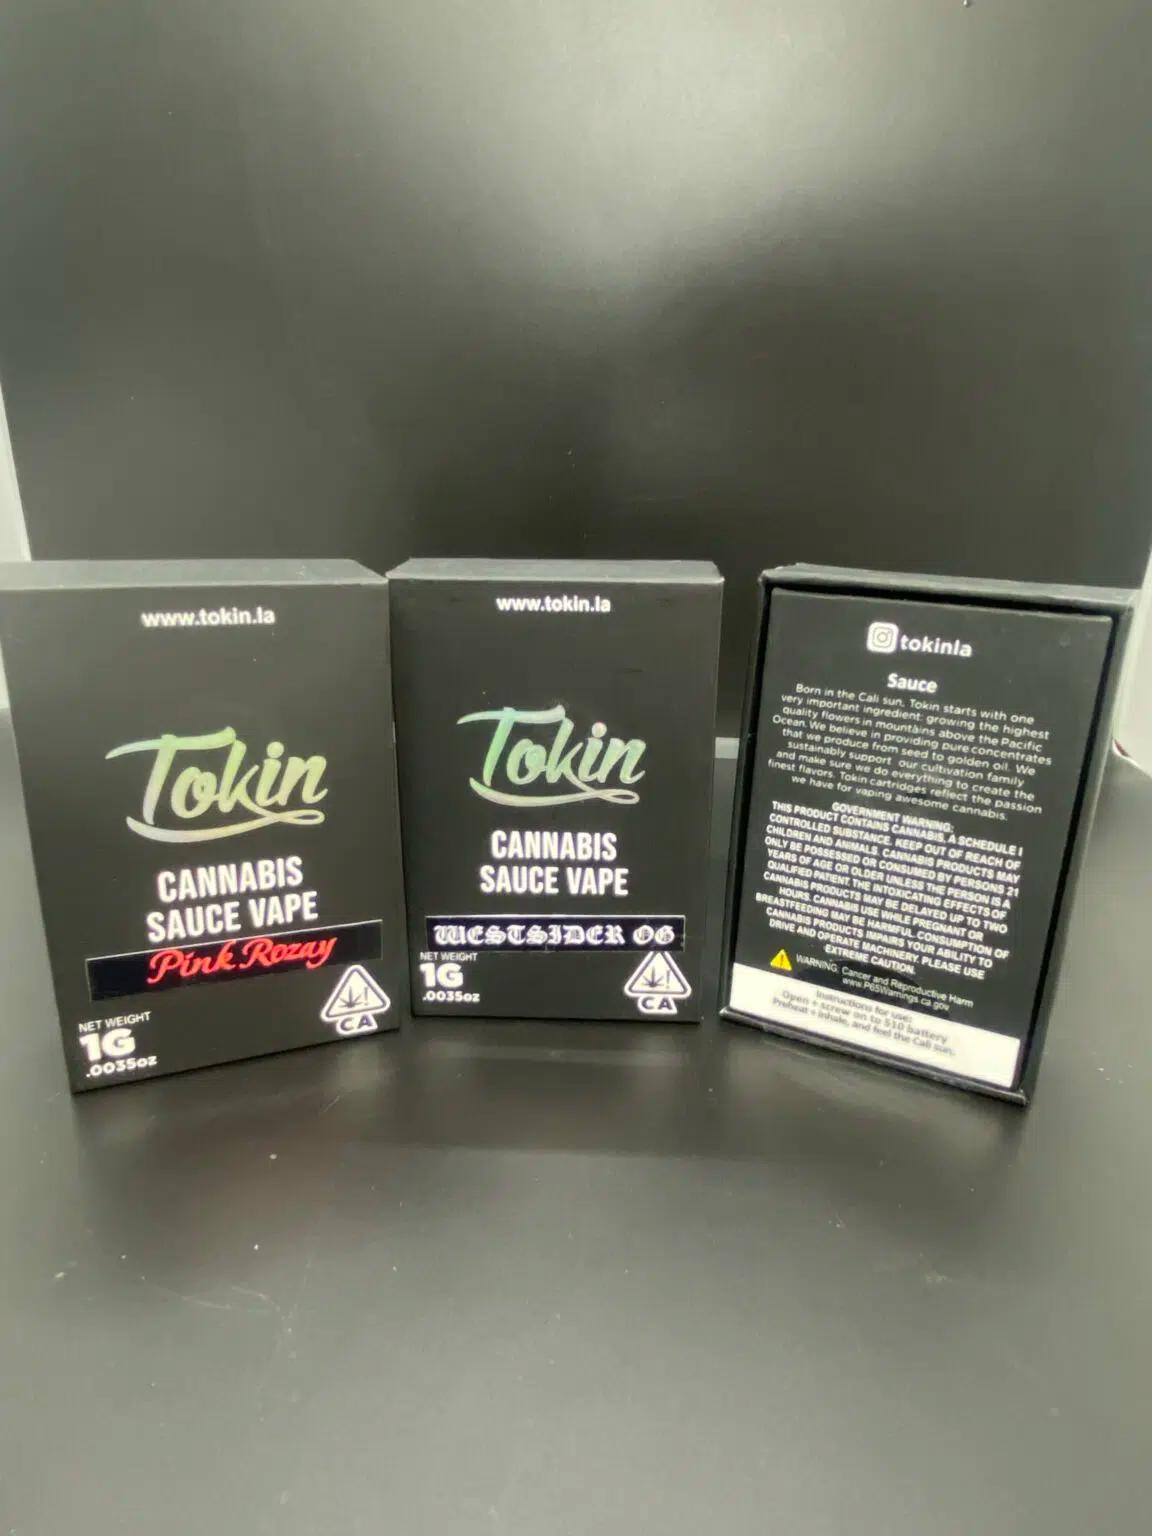 www.tokin.la
Tokin
CANNABIS
SAUCE VAPE
Pink Rozay
NET WEIGHT
1G
.0035oz
CA
www.tokin.la
Tokin
CANNABIS
SAUCE VAPE
WESTSIDER OG
NET WEIGHT
1G
.0035oz
CA
tokinla
Sauce
Born in the Cali sun, Tokin starts with one
very important ingredient: growing the highest
quality flowers in mountains above the Pacific
Ocean. We believe in providing pure concentrates
that we produce from seed to golden oil. We
sustainably support our cultivation family
and make sure we do everything to create the
finest flavors. Tokin cartridges reflect the passion
we have for vaping awesome cannabis.
GOVERNMENT WARNING:
THIS PRODUCT CONTAINS CANNABIS, A SCHEDULE I
CONTROLLED SUBSTANCE. KEEP OUT OF REACH OF
CHILDREN AND ANIMALS. CANNABIS PRODUCTS MAY
ONLY BE POSSESSED OR CONSUMED BY PERSONS 21
YEARS OF AGE OR OLDER UNLESS THE PERSON IS A
QUALIFIED PATIENT. THE INTOXICATING EFFECTS OF
CANNABIS PRODUCTS MAY BE DELAYED UP TO TWO
HOURS. CANNABIS USE WHILE PREGNANT OR
BREASTFEEDING MAY BE HARMFUL. CONSUMPTION OF
CANNABIS PRODUCTS IMPAIRS YOUR ABILITY TO
DRIVE AND OPERATE MACHINERY. PLEASE USE
EXTREME CAUTION.
WARNING: Cancer and Reproductive Harm
www.P65Warnings.ca.gov
Instructions for use:
Open + screw on to 510 battery
Preheat + inhale, and feel the Cali sun.